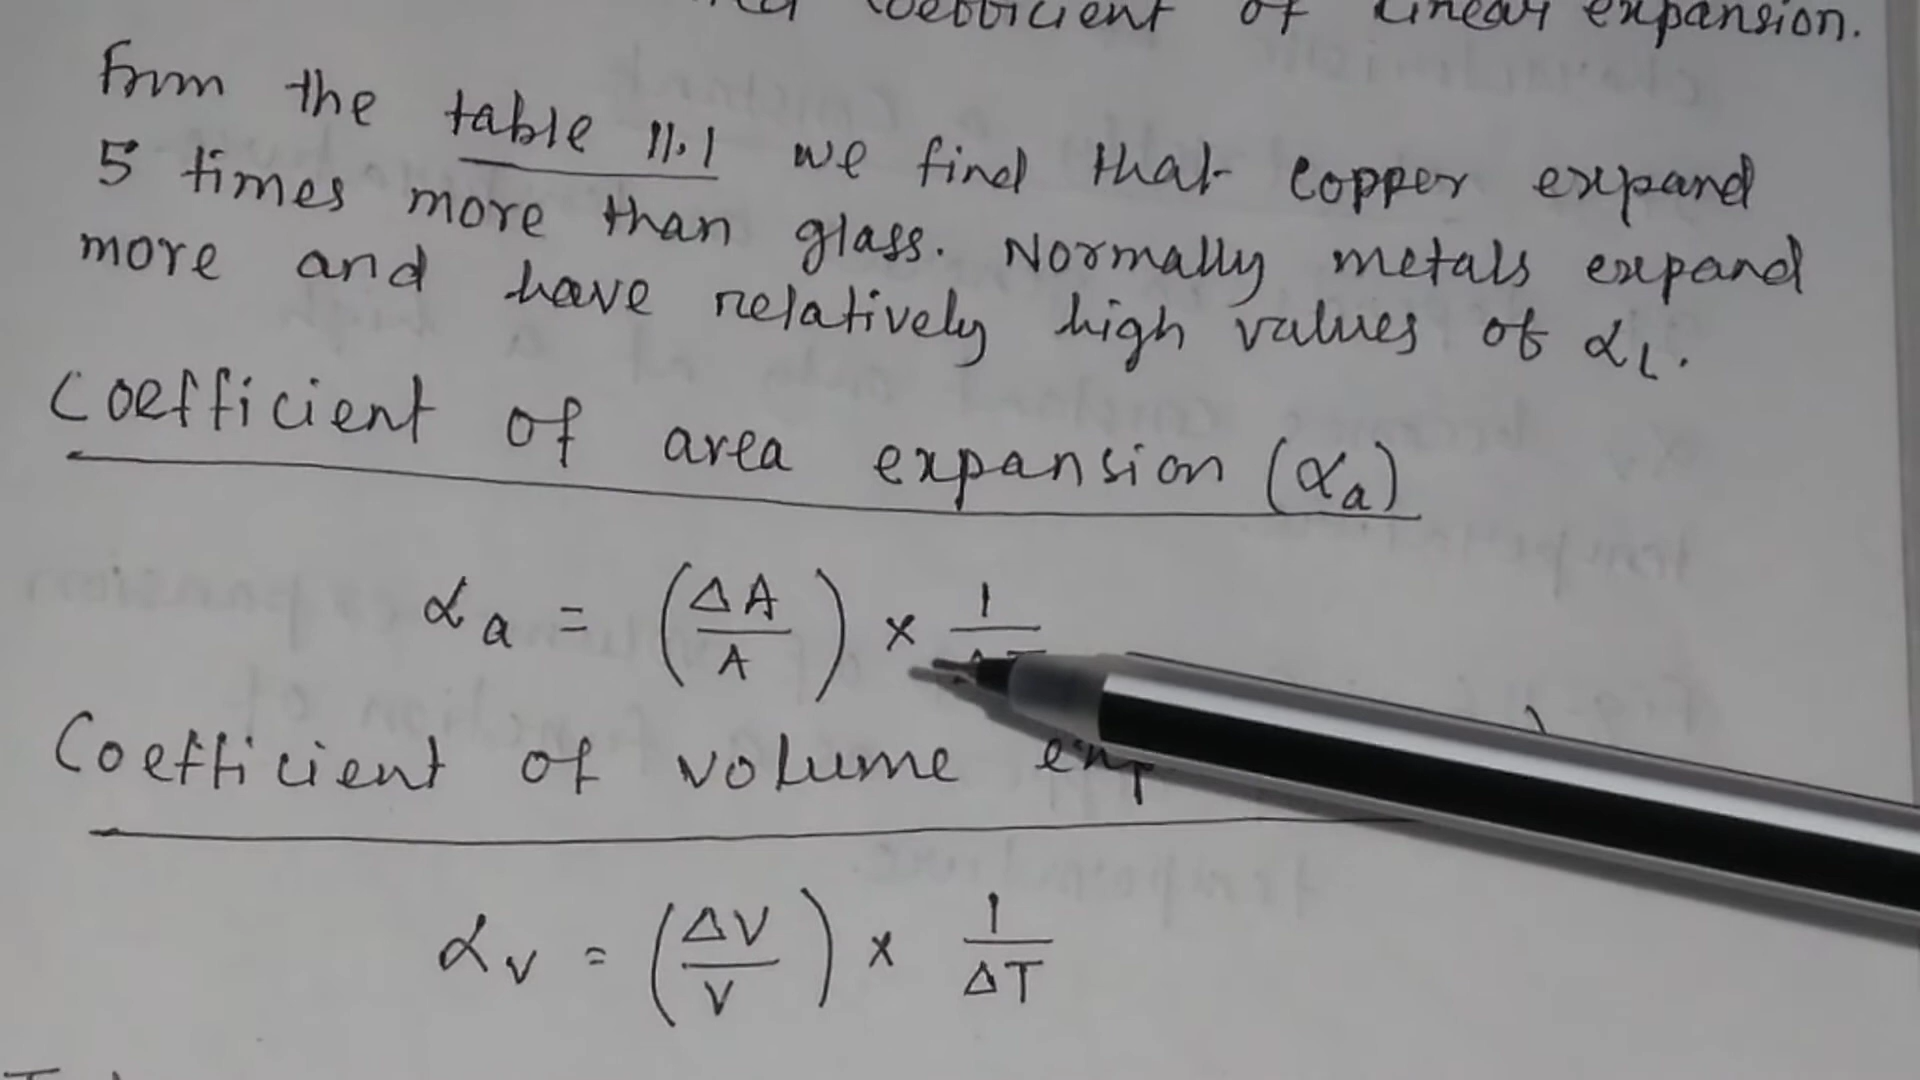 coefficient of linear expansion.
From the table 11.1 we find that copper expand
5 times more than glass. Normally metals expand
more and have relatively high values of αL.
Coefficient of area expansion (αa)
αa = (ΔA/A) × 1/
Coefficient of volume
αv = (ΔV/V) × 1/ΔT